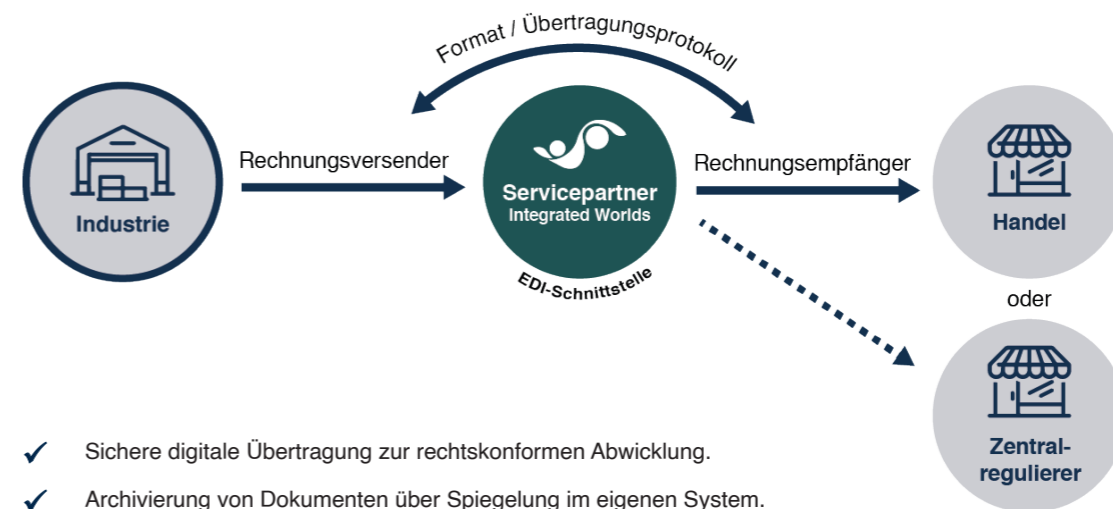 Format / Übertragungsprotokoll
Industrie
Rechnungsversender
Servicepartner
Integrated Worlds
EDI-Schnittstelle
Rechnungsempfänger
Handel
oder
Zentral-
regulierer
Sichere digitale Übertragung zur rechtskonformen Abwicklung.
Archivierung von Dokumenten über Spiegelung im eigenen System.